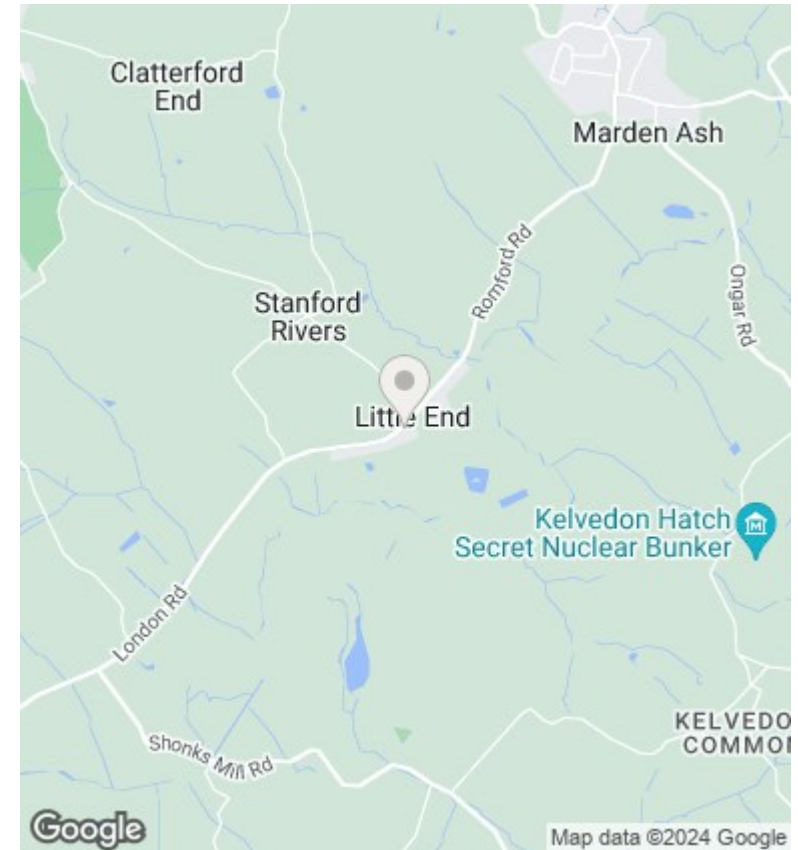 Clatterford
End
Marden Ash
Romford Rd
Ongar Rd
Stanford
Rivers
Little End
Kelvedon Hatch
Secret Nuclear Bunker
M
London Rd
KELVEDO
COMMON
Shonks Mill Rd
Google
Map data ©2024 Google